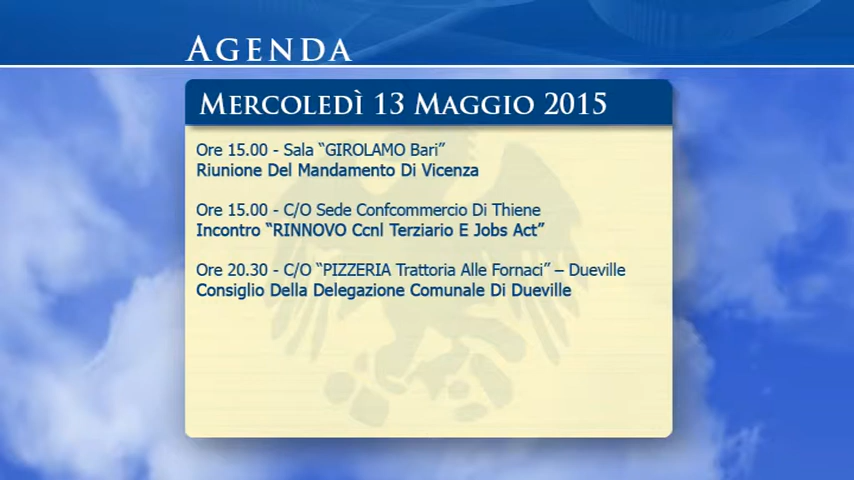 AGENDA
MERCOLEDÌ 13 MAGGIO 2015
Ore 15.00 - Sala “GIROLAMO Bari”
Riunione Del Mandamento Di Vicenza
Ore 15.00 - C/O Sede Confcommercio Di Thiene
Incontro “RINNOVO Ccnl Terziario E Jobs Act”
Ore 20.30 - C/O “PIZZERIA Trattoria Alle Fornaci” – Dueville
Consiglio Della Delegazione Comunale Di Dueville